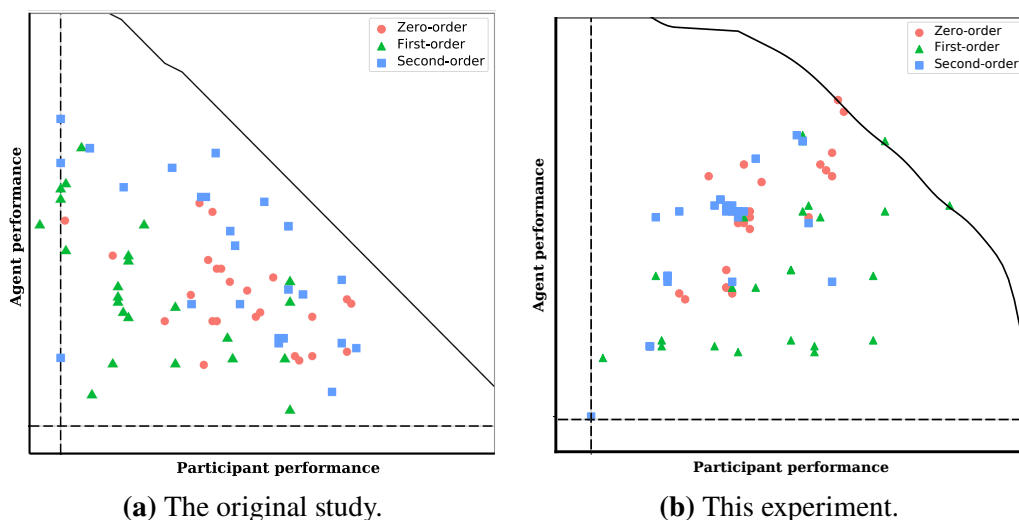 Zero-order
First-order
Second-order
Agent performance
Participant performance
(a) The original study.
Zero-order
First-order
Second-order
Agent performance
Participant performance
(b) This experiment.